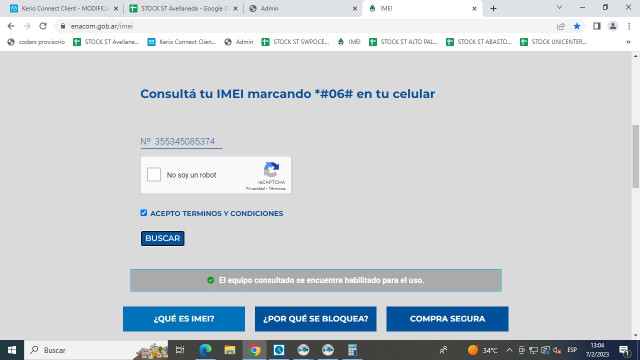 Kerio Connect Client - MODIFICA
STOCK ST Avellaneda - Google D
Admin
IMEI
enacom.gob.ar/imei
coders provisorio
STOCK ST Avellane...
Kerio Connect Clien...
Admin
STOCK ST SWPOCE...
IMEI
STOCK ST ALTO PAL...
STOCK ST ABASTO...
STOCK UNICENTER...
Consultá tu IMEI marcando *#06# en tu celular
Nº 355345085374
No soy un robot
reCAPTCHA
Privacidad - Términos
ACEPTO TERMINOS Y CONDICIONES
BUSCAR
El equipo consultado se encuentra habilitado para el uso.
¿QUÉ ES IMEI?
¿POR QUÉ SE BLOQUEA?
COMPRA SEGURA
Buscar
34°C
ESP
13:04
7/2/2023